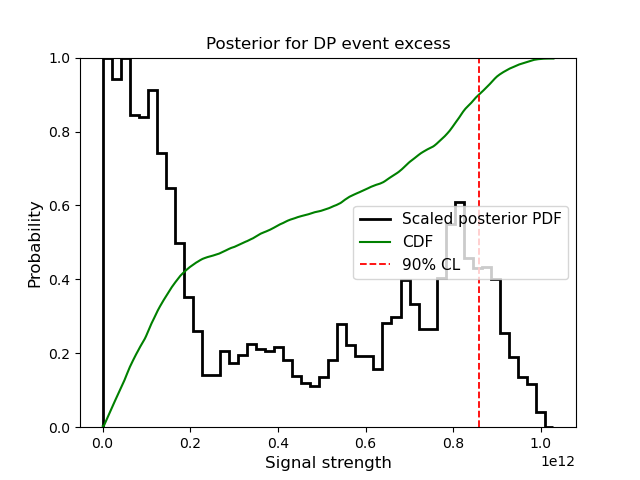 Posterior for DP event excess
1.0
0.8
0.6
0.4
0.2
0.0
Probability
Scaled posterior PDF
CDF
90% CL
0.0 0.2 0.4 0.6 0.8 1.0
1e12
Signal strength